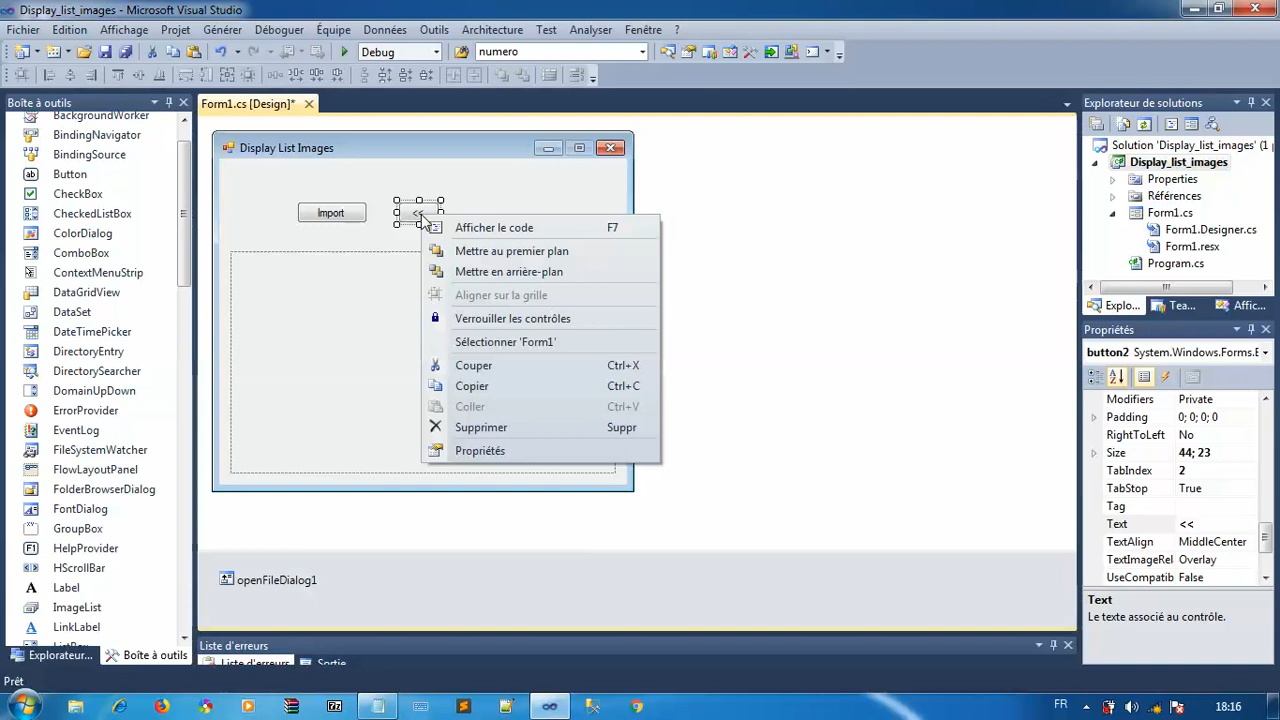 Display_list_images - Microsoft Visual Studio
Fichier Edition Affichage Projet Générer Déboguer Équipe Données Outils Architecture Test Analyser Fenêtre ?
Debug numero
Boîte à outils
BackgroundWorker
BindingNavigator
BindingSource
Button
CheckBox
CheckedListBox
ColorDialog
ComboBox
ContextMenuStrip
DataGridView
DataSet
DateTimePicker
DirectoryEntry
DirectorySearcher
DomainUpDown
ErrorProvider
EventLog
FileSystemWatcher
FlowLayoutPanel
FolderBrowserDialog
FontDialog
GroupBox
HelpProvider
HScrollBar
Label
ImageList
LinkLabel
Explorateur... Boîte à outils
Form1.cs [Design]*
Display List Images
Import <<
Afficher le code F7
Mettre au premier plan
Mettre en arrière-plan
Aligner sur la grille
Verrouiller les contrôles
Sélectionner 'Form1'
Couper Ctrl+X
Copier Ctrl+C
Coller Ctrl+V
Supprimer Suppr
Propriétés
openFileDialog1
Liste d'erreurs
Liste d'erreurs Sortie
Explorateur de solutions
Solution 'Display_list_images' (1 p
Display_list_images
Properties
Références
Form1.cs
Form1.Designer.cs
Form1.resx
Program.cs
Explo... Tea... Affic...
Propriétés
button2 System.Windows.Forms.B
Modifiers Private
Padding 0; 0; 0; 0
RightToLeft No
Size 44; 23
TabIndex 2
TabStop True
Tag
Text <<
TextAlign MiddleCenter
TextImageRel Overlay
UseCompatib False
Text
Le texte associé au contrôle.
Prêt
FR 18:16